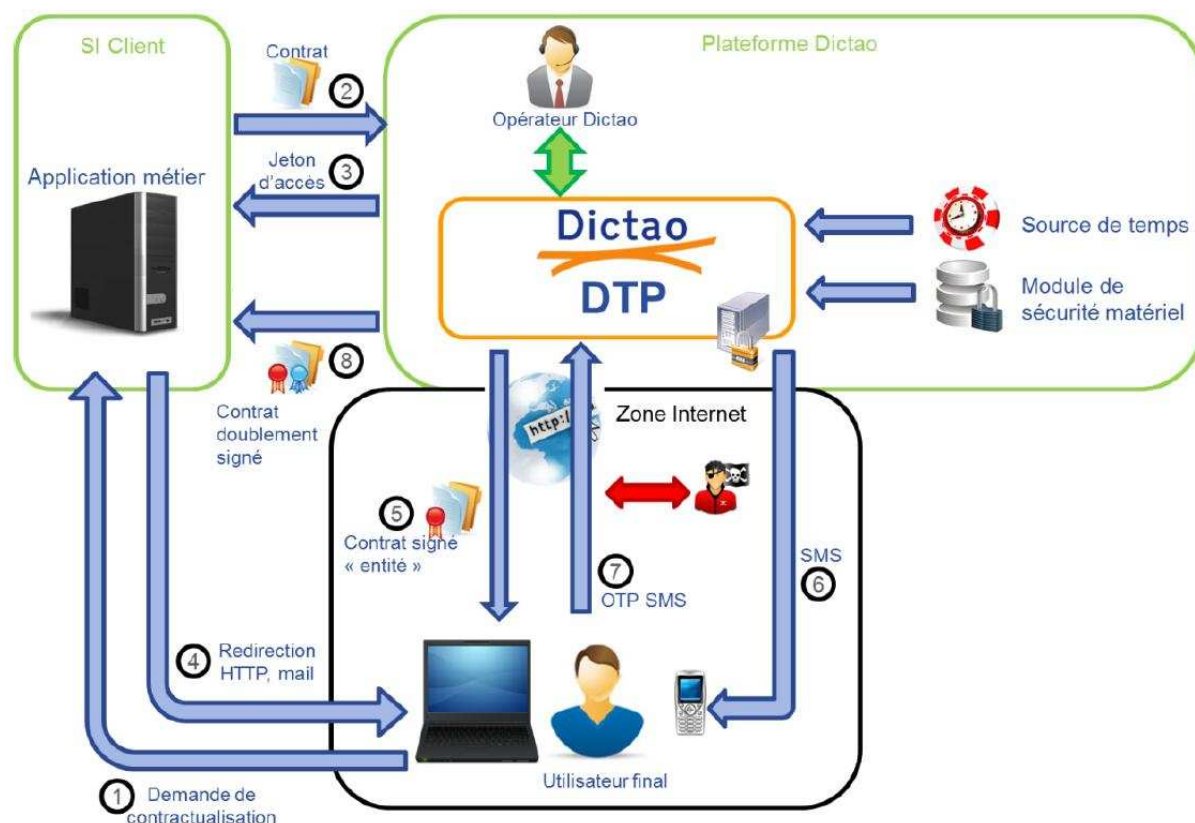 SI Client
Plateforme Dictao
Contrat
2
Opérateur Dictao
Jeton
d'accès
3
Application métier
Dictao
DTP
Source de temps
Module de
sécurité matériel
8
Contrat
doublement
signé
http:/
Zone Internet
5
Contrat signé
« entité »
7
OTP SMS
SMS
6
4
Redirection
HTTP, mail
Utilisateur final
1
Demande de
contractualisation